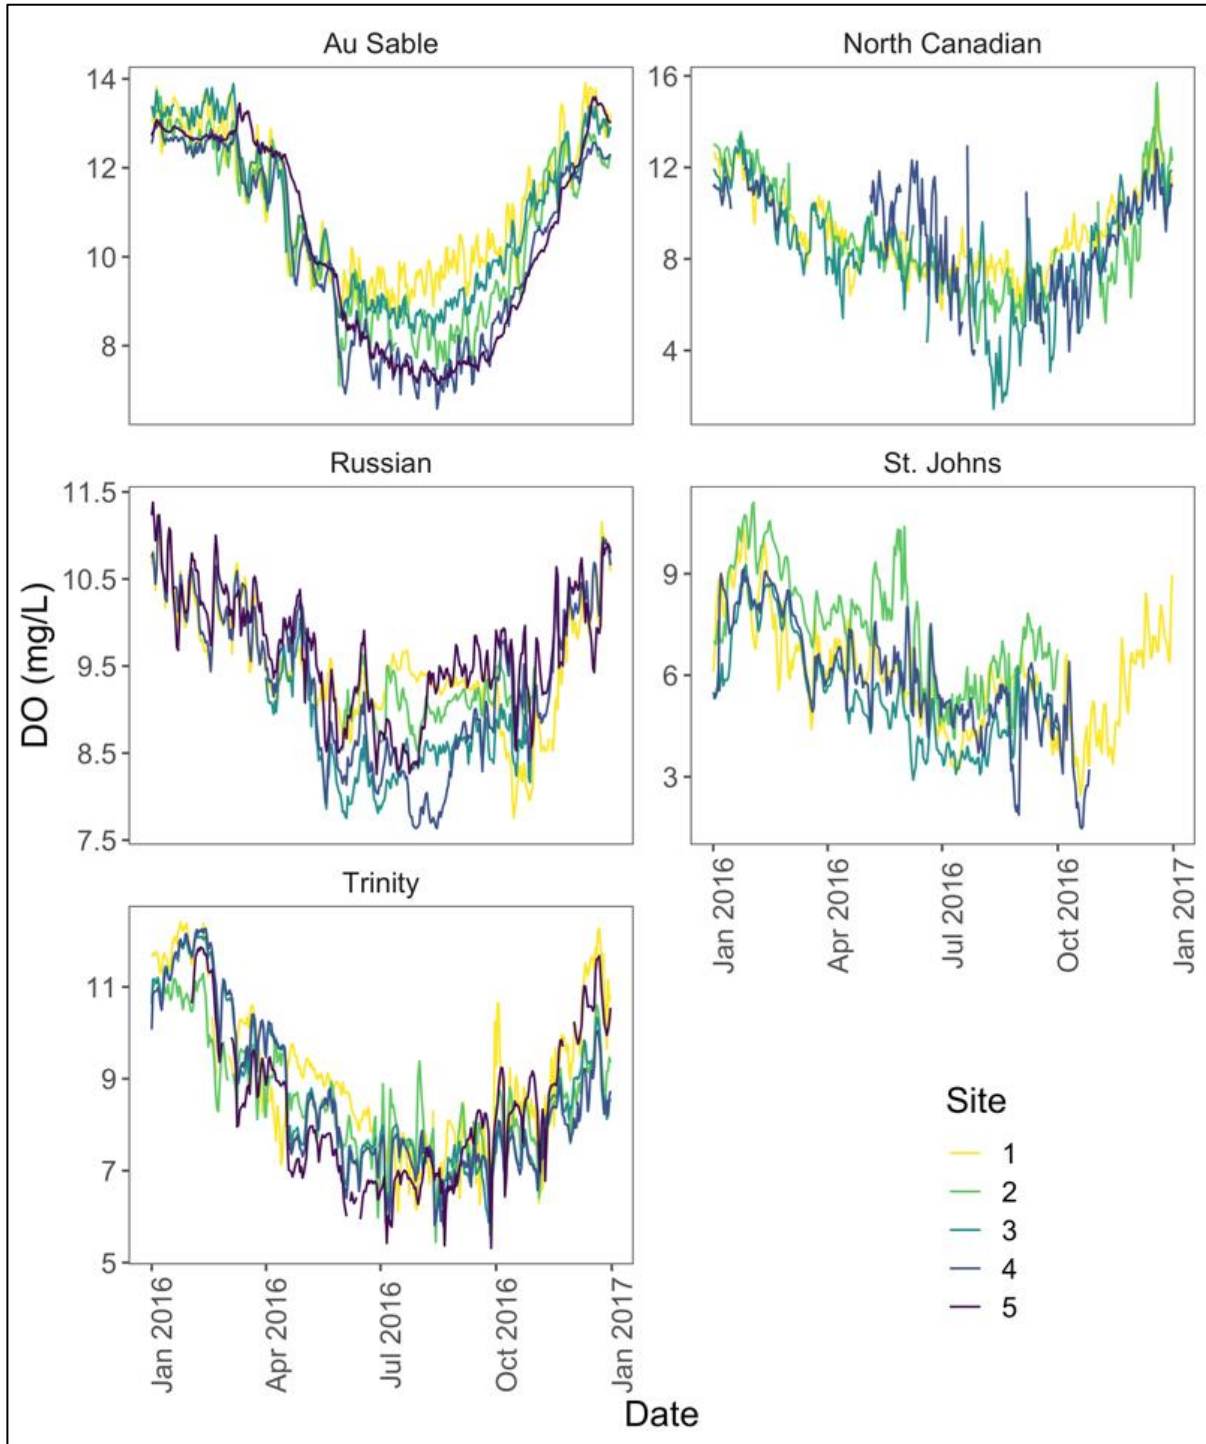 Au Sable
North Canadian
14
12
10
8
16
12
8
4
Russian
St. Johns
11.5
10.5
9.5
8.5
7.5
9
6
3
DO (mg/L)
Jan 2016
Apr 2016
Jul 2016
Oct 2016
Jan 2017
Trinity
11
9
7
5
Jan 2016
Apr 2016
Jul 2016
Oct 2016
Jan 2017
Site
1
2
3
4
5
Date